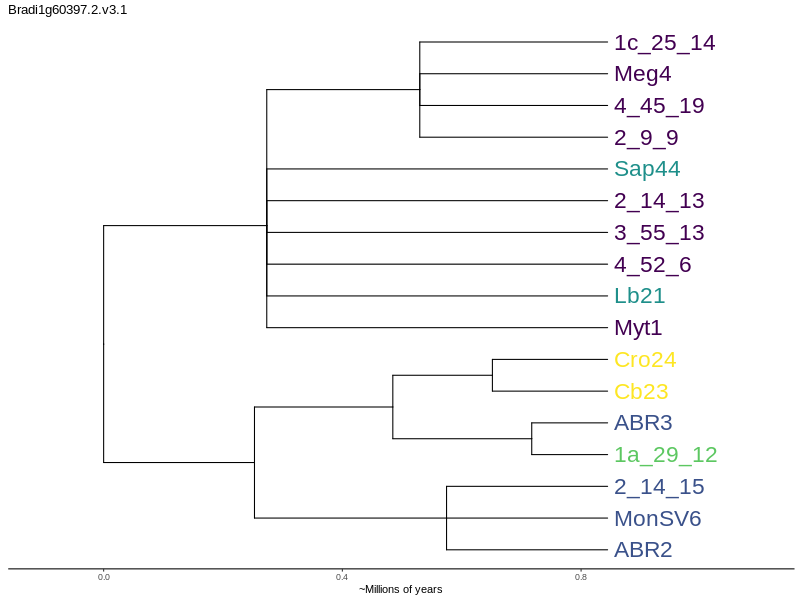 Bradi1g60397.2.v3.1
1c_25_14
Meg4
4_45_19
2_9_9
Sap44
2_14_13
3_55_13
4_52_6
Lb21
Myt1
Cro24
Cb23
ABR3
1a_29_12
2_14_15
MonSV6
ABR2
0.0 0.4 0.8
~Millions of years